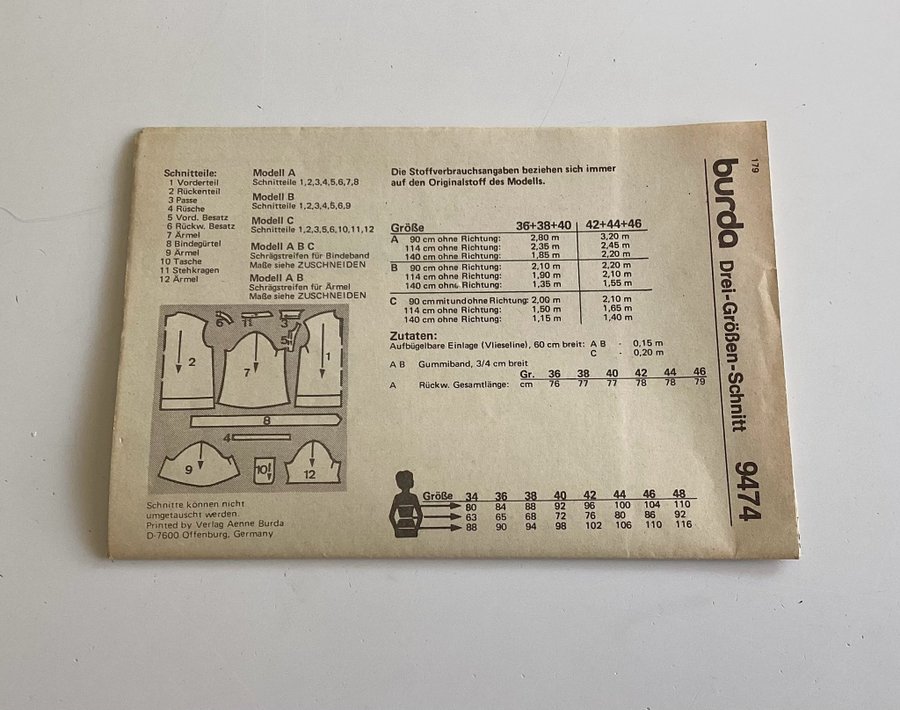 Schnitteile:
1 Vorderteil
2 Rückenteil
3 Passe
4 Rüsche
5 Vord. Besatz
6 Rückw. Besatz
7 Ärmel
8 Bindegürtel
9 Ärmel
10 Tasche
11 Stehkragen
12 Ärmel
Modell A
Schnitteile 1,2,3,4,5,6,7,8
Modell B
Schnitteile 1,2,3,4,5,6,9
Modell C
Schnitteile 1,2,3,5,6,10,11,12
Modell A B C
Schrägstreifen für Bindeband
Maße siehe ZUSCHNEIDEN
Modell A B
Schrägstreifen für Ärmel
Maße siehe ZUSCHNEIDEN
2
6
11
3
5
7
1
8
4
9
10
12
Schnitte können nicht
umgetauscht werden.
Printed by Verlag Aenne Burda
D-7600 Offenburg, Germany
Die Stoffverbrauchsangaben beziehen sich immer
auf den Originalstoff des Modells.
Größe 36+38+40 42+44+46
A 90 cm ohne Richtung: 2,80 m 3,20 m
114 cm ohne Richtung: 2,35 m 2,45 m
140 cm ohne Richtung: 1,85 m 2,20 m
B 90 cm ohne Richtung: 2,10 m 2,20 m
114 cm ohne Richtung: 1,90 m 2,10 m
140 cm ohne Richtung: 1,35 m 1,55 m
C 90 cm mit und ohne Richtung: 2,00 m 2,10 m
114 cm ohne Richtung: 1,50 m 1,65 m
140 cm ohne Richtung: 1,15 m 1,40 m
Zutaten:
Aufbügelbare Einlage (Vlieseline), 60 cm breit: A B - 0,15 m
C - 0,20 m
A B Gummiband, 3/4 cm breit
Gr. 36 38 40 42 44 46
A Rückw. Gesamtlänge: cm 76 77 77 78 78 79
Größe 34 36 38 40 42 44 46 48
80 84 88 92 96 100 104 110
63 65 68 72 76 80 86 92
88 90 94 98 102 106 110 116
179
burda Drei-Größen-Schnitt 9474